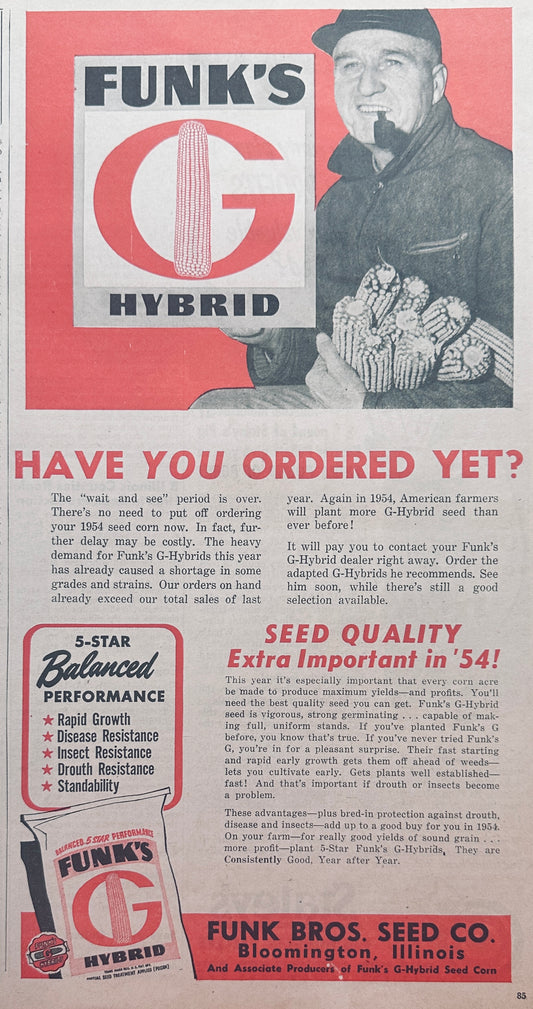 FUNK'S
G
HYBRID
HAVE YOU ORDERED YET?
The "wait and see" period is over.
There's no need to put off ordering
your 1954 seed corn now. In fact, fur-
ther delay may be costly. The heavy
demand for Funk's G-Hybrids this year
has already caused a shortage in some
grades and strains. Our orders on hand
already exceed our total sales of last
year. Again in 1954, American farmers
will plant more G-Hybrid seed than
ever before!
It will pay you to contact your Funk's
G-Hybrid dealer right away. Order the
adapted G-Hybrids he recommends. See
him soon, while there's still a good
selection available.
5-STAR
Balanced
PERFORMANCE
★ Rapid Growth
★ Disease Resistance
★ Insect Resistance
★ Drouth Resistance
★ Standability
SEED QUALITY
Extra Important in '54!
This year it's especially important that every corn acre
be made to produce maximum yields—and profits. You'll
need the best quality seed you can get. Funk's G-Hybrid
seed is vigorous, strong germinating . . . capable of mak-
ing full, uniform stands. If you've planted Funk's G
before, you know that's true. If you've never tried Funk's
G, you're in for a pleasant surprise. Their fast starting
and rapid early growth gets them off ahead of weeds—
lets you cultivate early. Gets plants well established—
fast! And that's important if drouth or insects become
a problem.
These advantages—plus bred-in protection against drouth,
disease and insects—add up to a good buy for you in 1954.
On your farm—for really good yields of sound grain . . .
more profit—plant 5-Star Funk's G-Hybrids. They are
Consistently Good, Year after Year.
BALANCED 5 STAR PERFORMANCE
FUNK'S
G
HYBRID
FUNK BROS. SEED CO.
Bloomington, Illinois
And Associate Producers of Funk's G-Hybrid Seed Corn
85